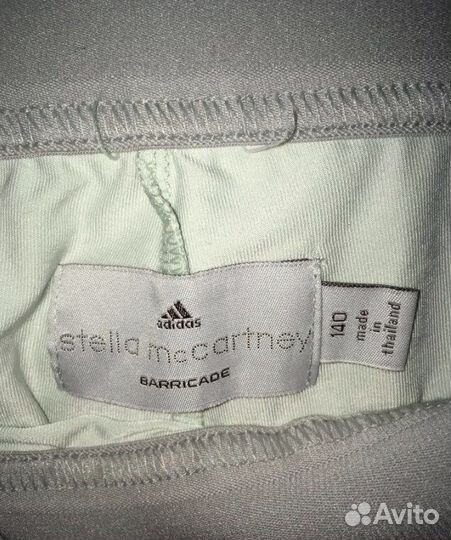 adidas
stella mccartney
BARRICADE
140
made
in
thailand
Avito